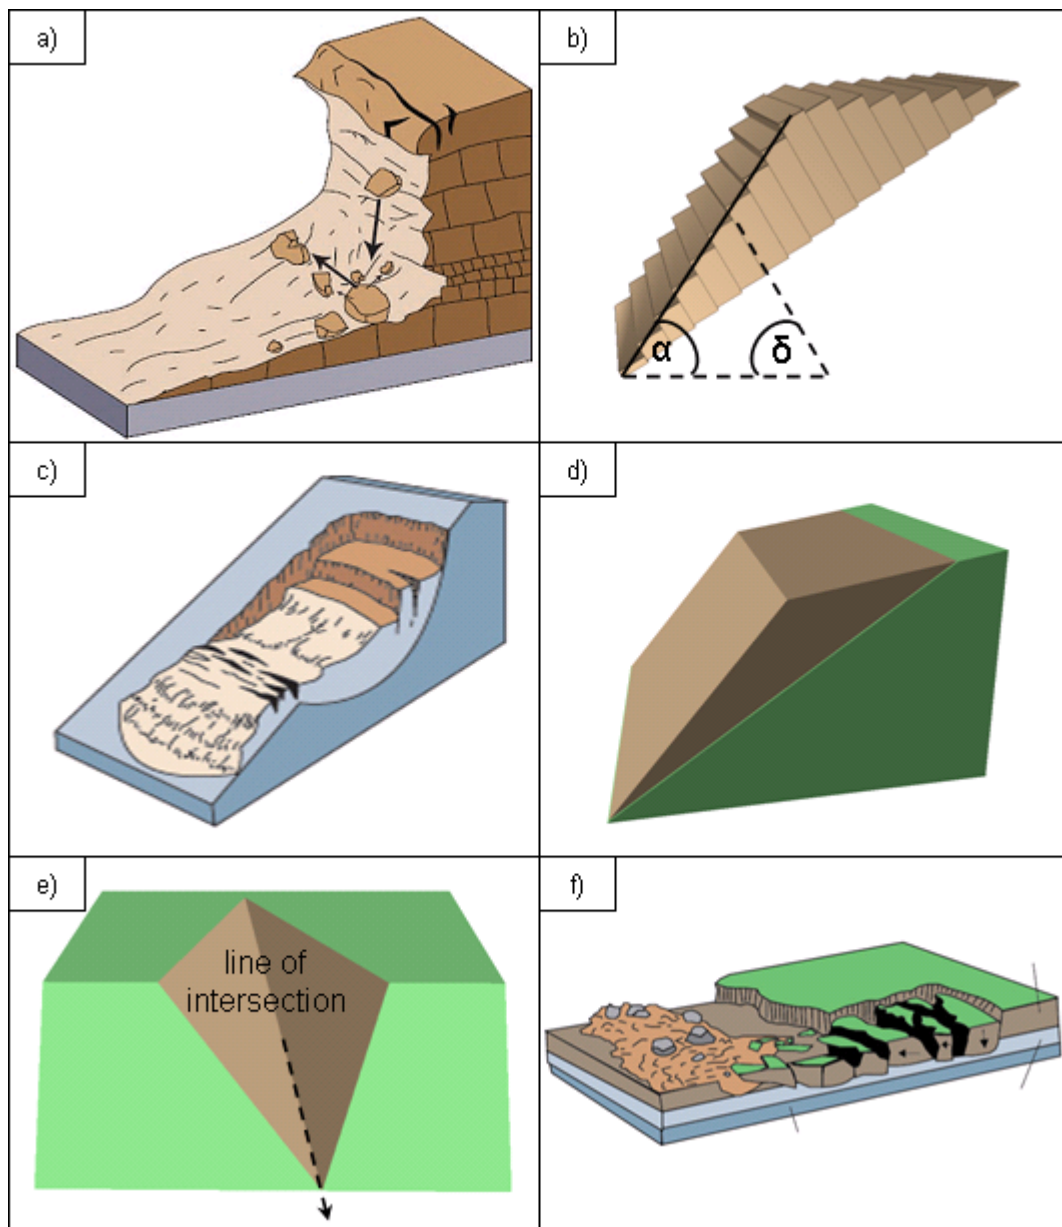 a)
b)
α
δ
c)
d)
e)
line of
intersection
f)